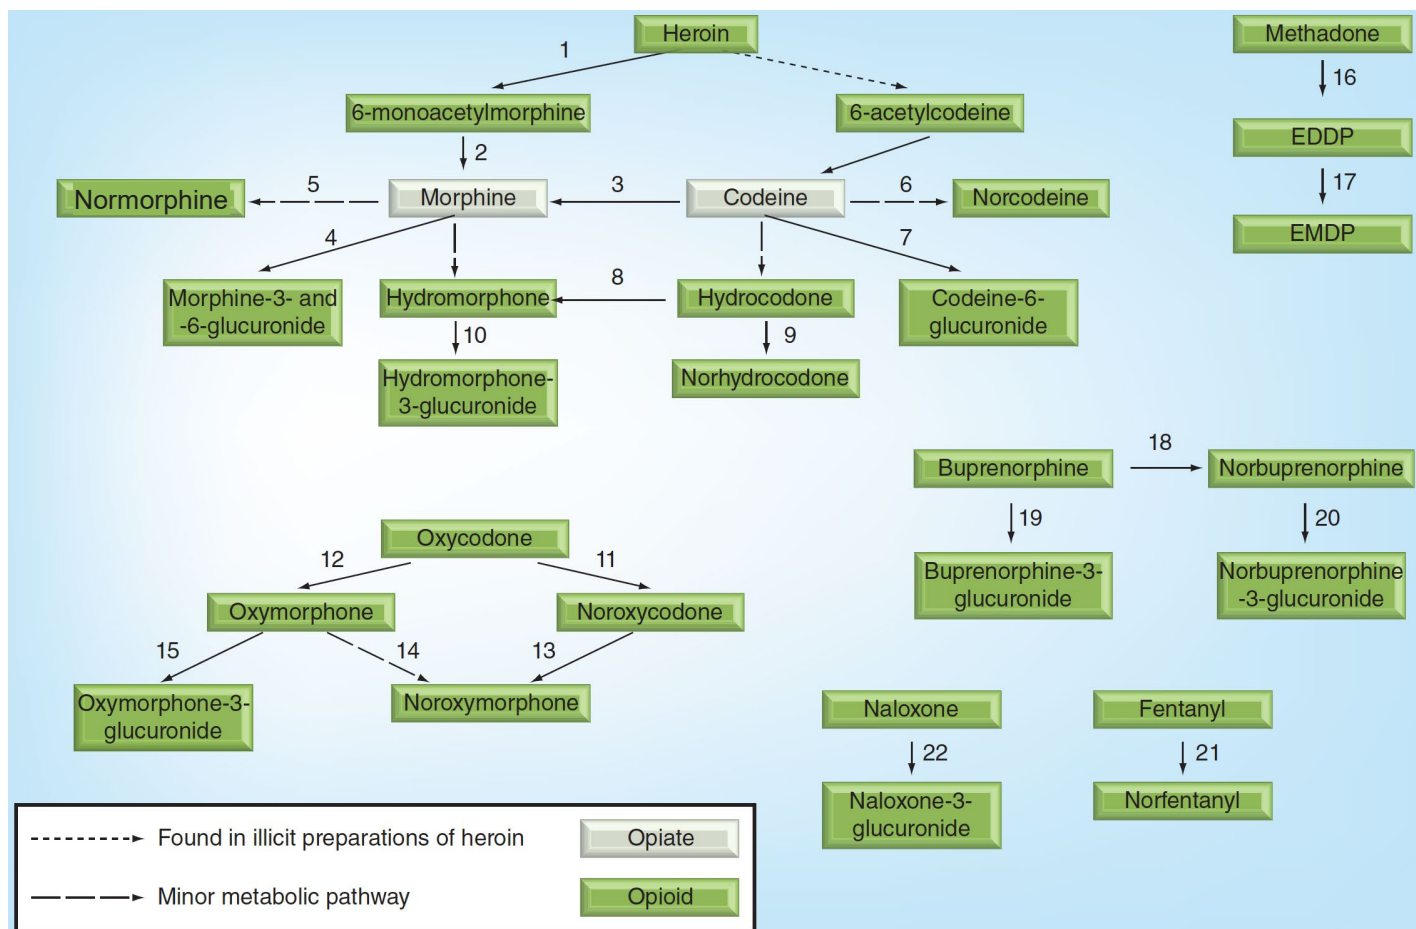 Heroin
Methadone
1
16
6-monoacetylmorphine
6-acetylcodeine
EDDP
2
17
Normorphine
5
Morphine
3
Codeine
6
Norcodeine
EMDP
4
7
Morphine-3- and
-6-glucuronide
Hydromorphone
8
Hydrocodone
Codeine-6-
glucuronide
10
9
Hydromorphone-
3-glucuronide
Norhydrocodone
Buprenorphine
18
Norbuprenorphine
19
20
Buprenorphine-3-
glucuronide
Norbuprenorphine
-3-glucuronide
Oxycodone
12
11
Oxymorphone
Noroxycodone
15
14
13
Oxymorphone-3-
glucuronide
Noroxymorphone
Naloxone
Fentanyl
22
21
Naloxone-3-
glucuronide
Norfentanyl
Found in illicit preparations of heroin
Opiate
Minor metabolic pathway
Opioid